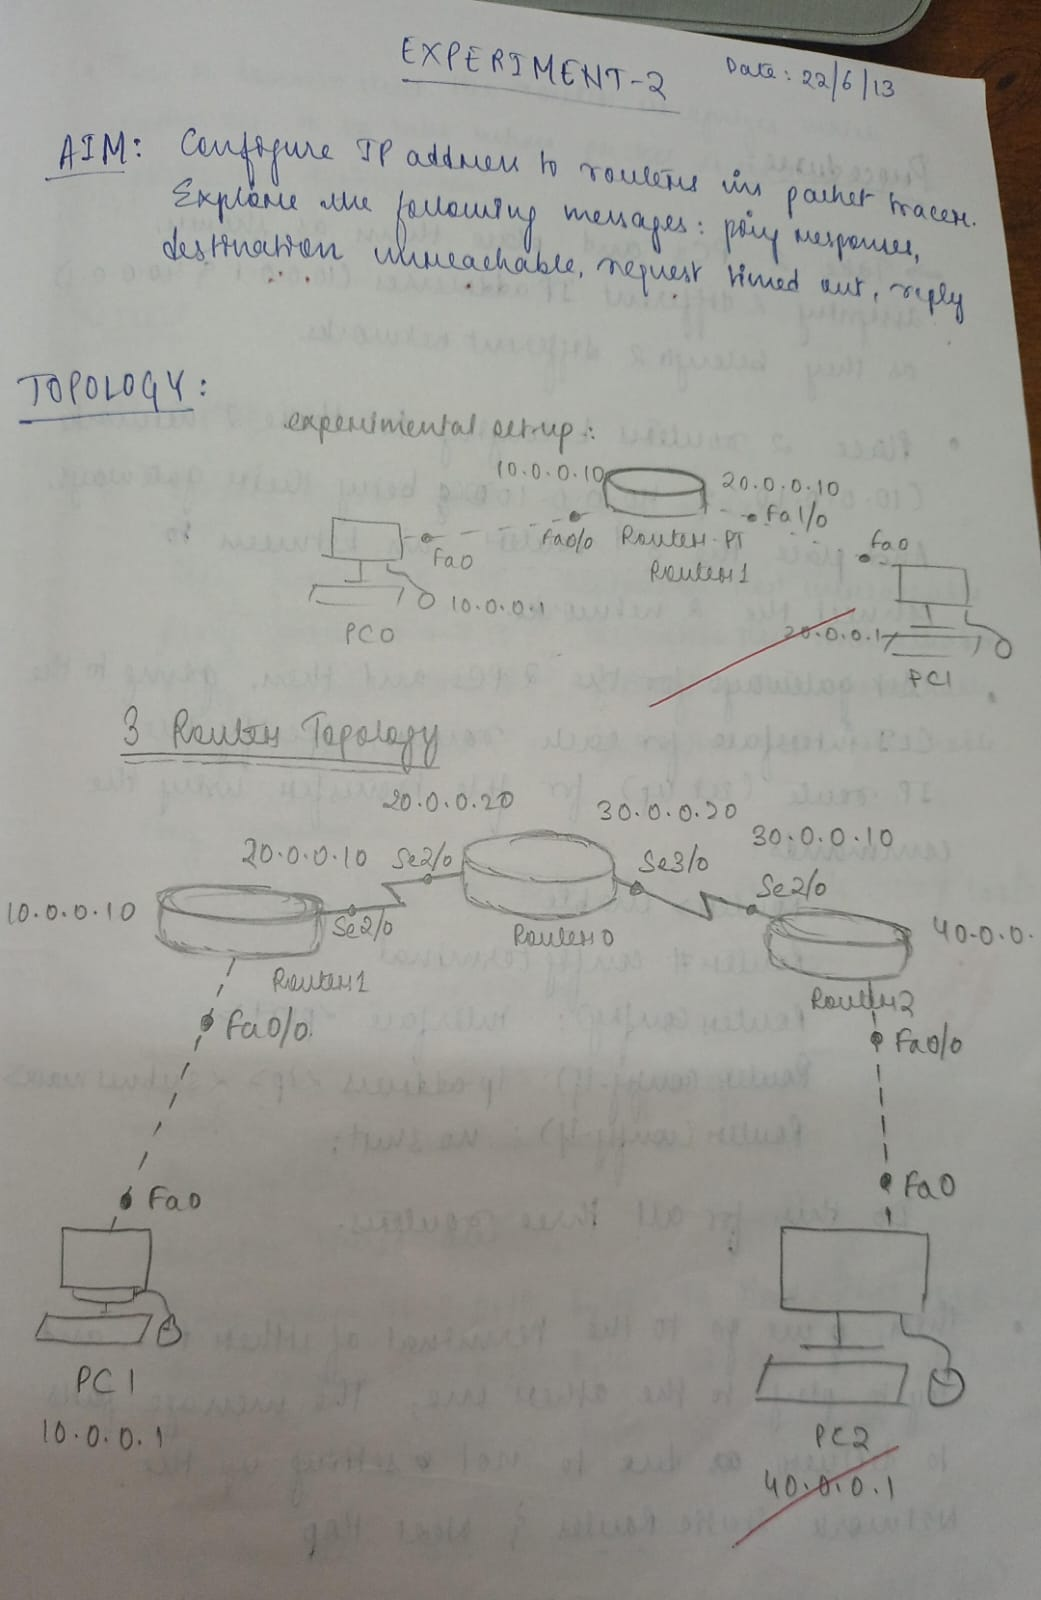 EXPERIMENT-2
Date: 22/6/13
AIM: Configure IP address to routers in packet tracer.
Explore the following messages: ping responses,
destination unreachable, request timed out, reply
TOPOLOGY:
experimental setup:
10.0.0.10
20.0.0.10
Fa0
Fa0/0
Router-PT
Fa1/0
Router1
Fa0
10.0.0.1
PC0
20.0.0.1
PC1
3 Router Topology
20.0.0.20
30.0.0.20
20.0.0.10
Se2/0
Se3/0
30.0.0.10
10.0.0.10
Se2/0
Router0
Se2/0
40.0.0.
Router1
Router2
Fa0/0
Fa0/0
Fa0
Fa0
PC1
10.0.0.1
PC2
40.0.0.1